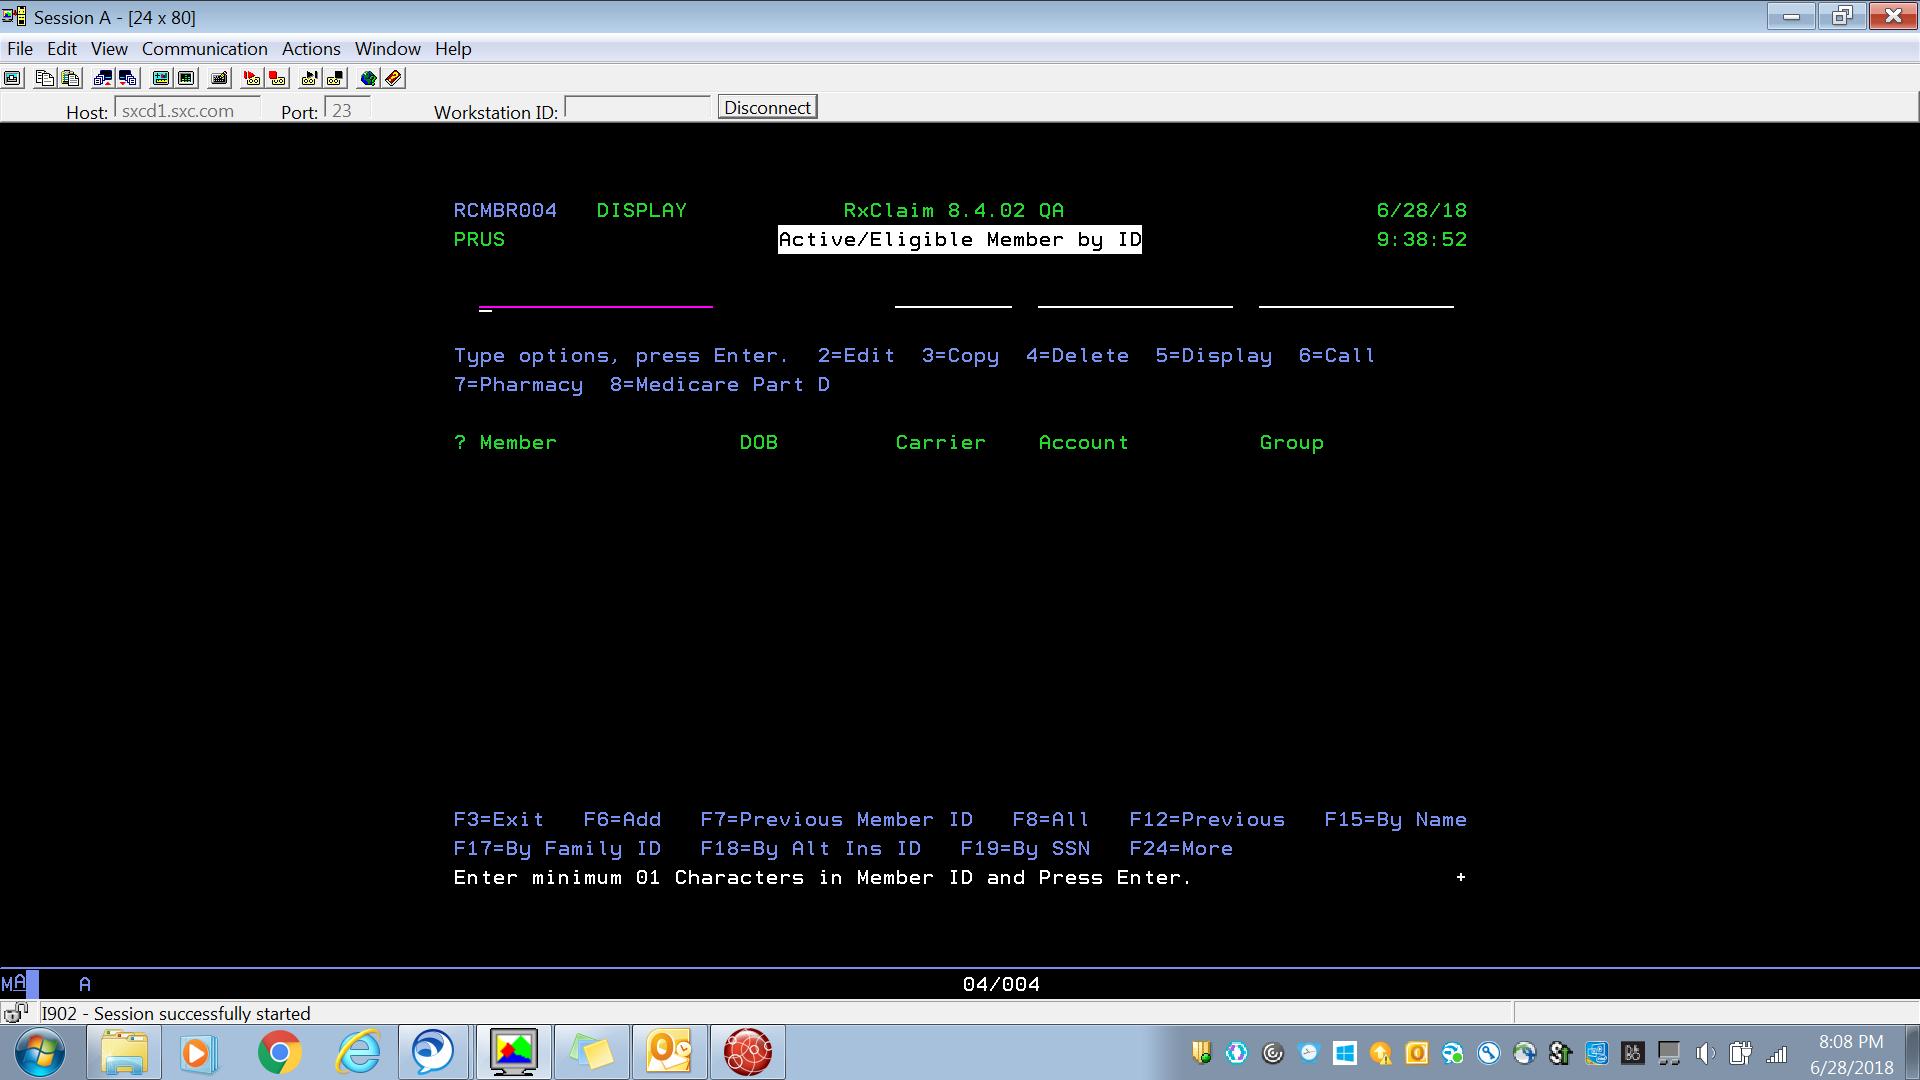 Session A - [24 x 80]
File Edit View Communication Actions Window Help
Host: sxcd1.sxc.com Port: 23 Workstation ID: Disconnect
RCMBR004 DISPLAY RxClaim 8.4.02 QA 6/28/18
PRUS Active/Eligible Member by ID 9:38:52
Type options, press Enter. 2=Edit 3=Copy 4=Delete 5=Display 6=Call
7=Pharmacy 8=Medicare Part D
? Member DOB Carrier Account Group
F3=Exit F6=Add F7=Previous Member ID F8=All F12=Previous F15=By Name
F17=By Family ID F18=By Alt Ins ID F19=By SSN F24=More
Enter minimum 01 Characters in Member ID and Press Enter. +
MA A 04/004
I902 - Session successfully started
8:08 PM
6/28/2018